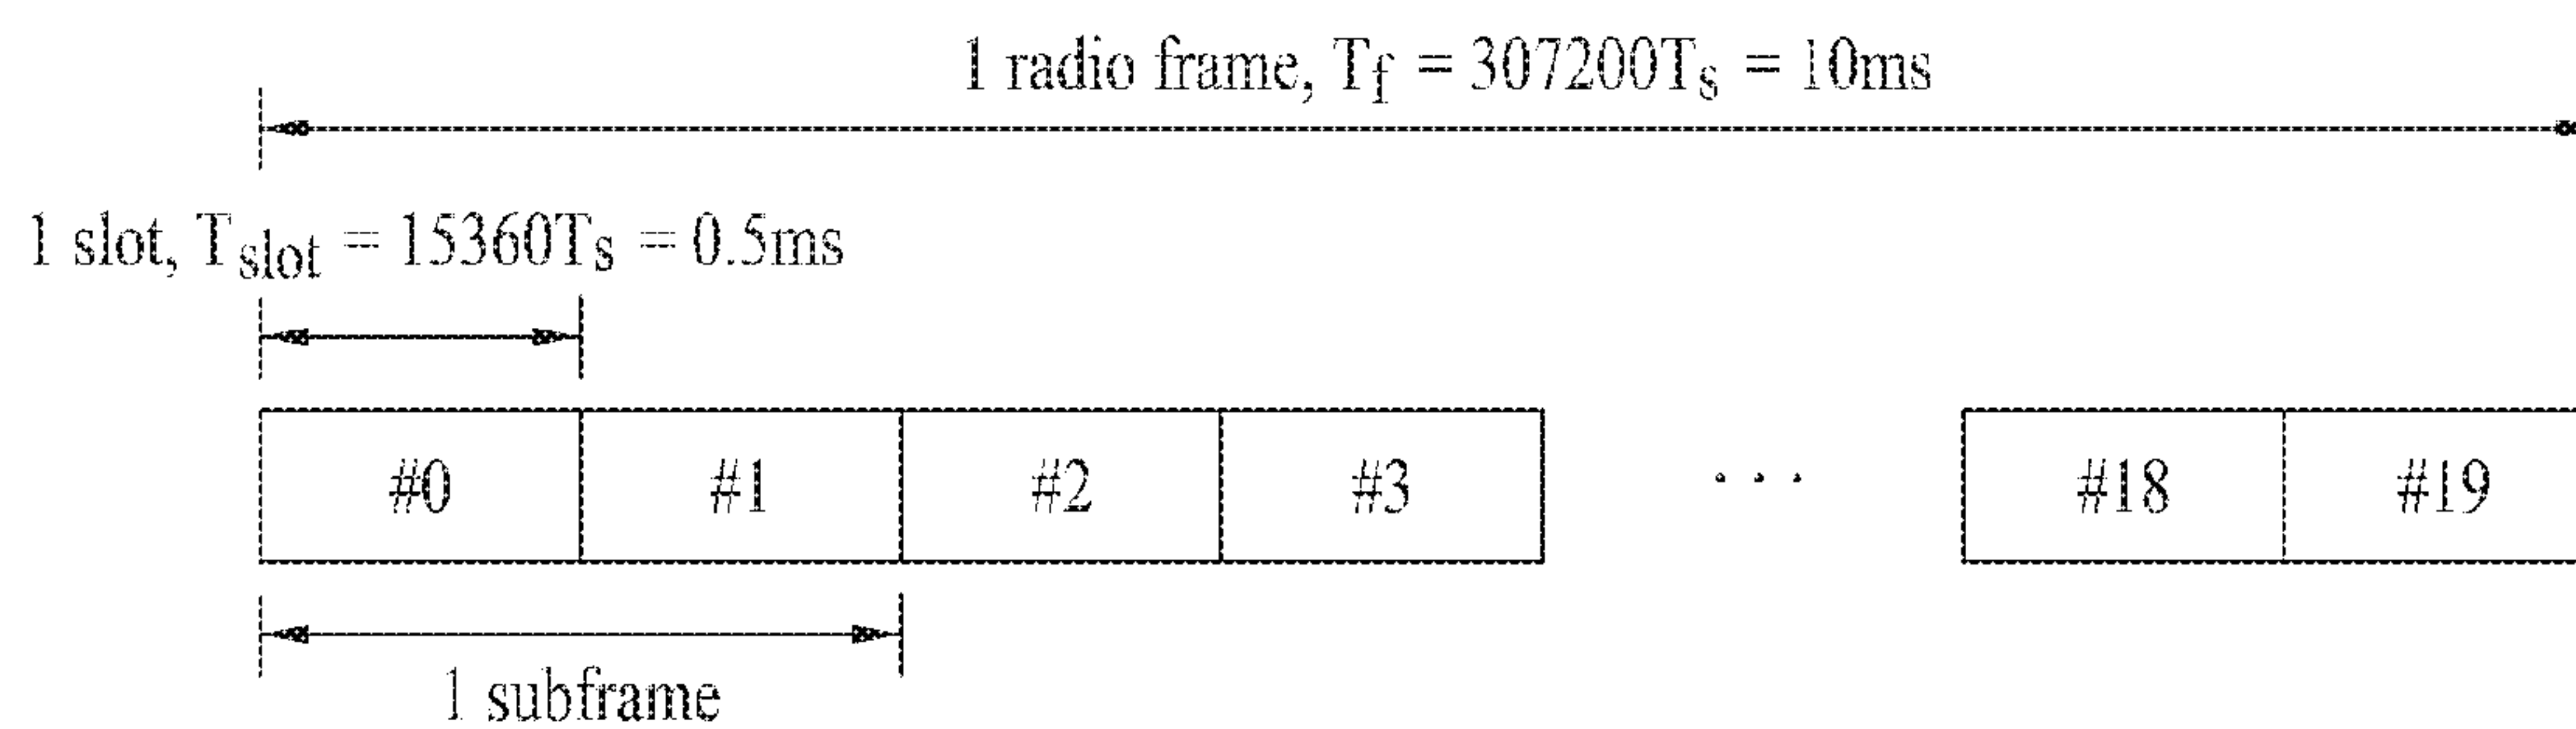 1 radio frame, Tf = 307200Ts = 10ms
1 slot, Tslot = 15360Ts = 0.5ms
#0 #1 #2 #3 ... #18 #19
1 subframe